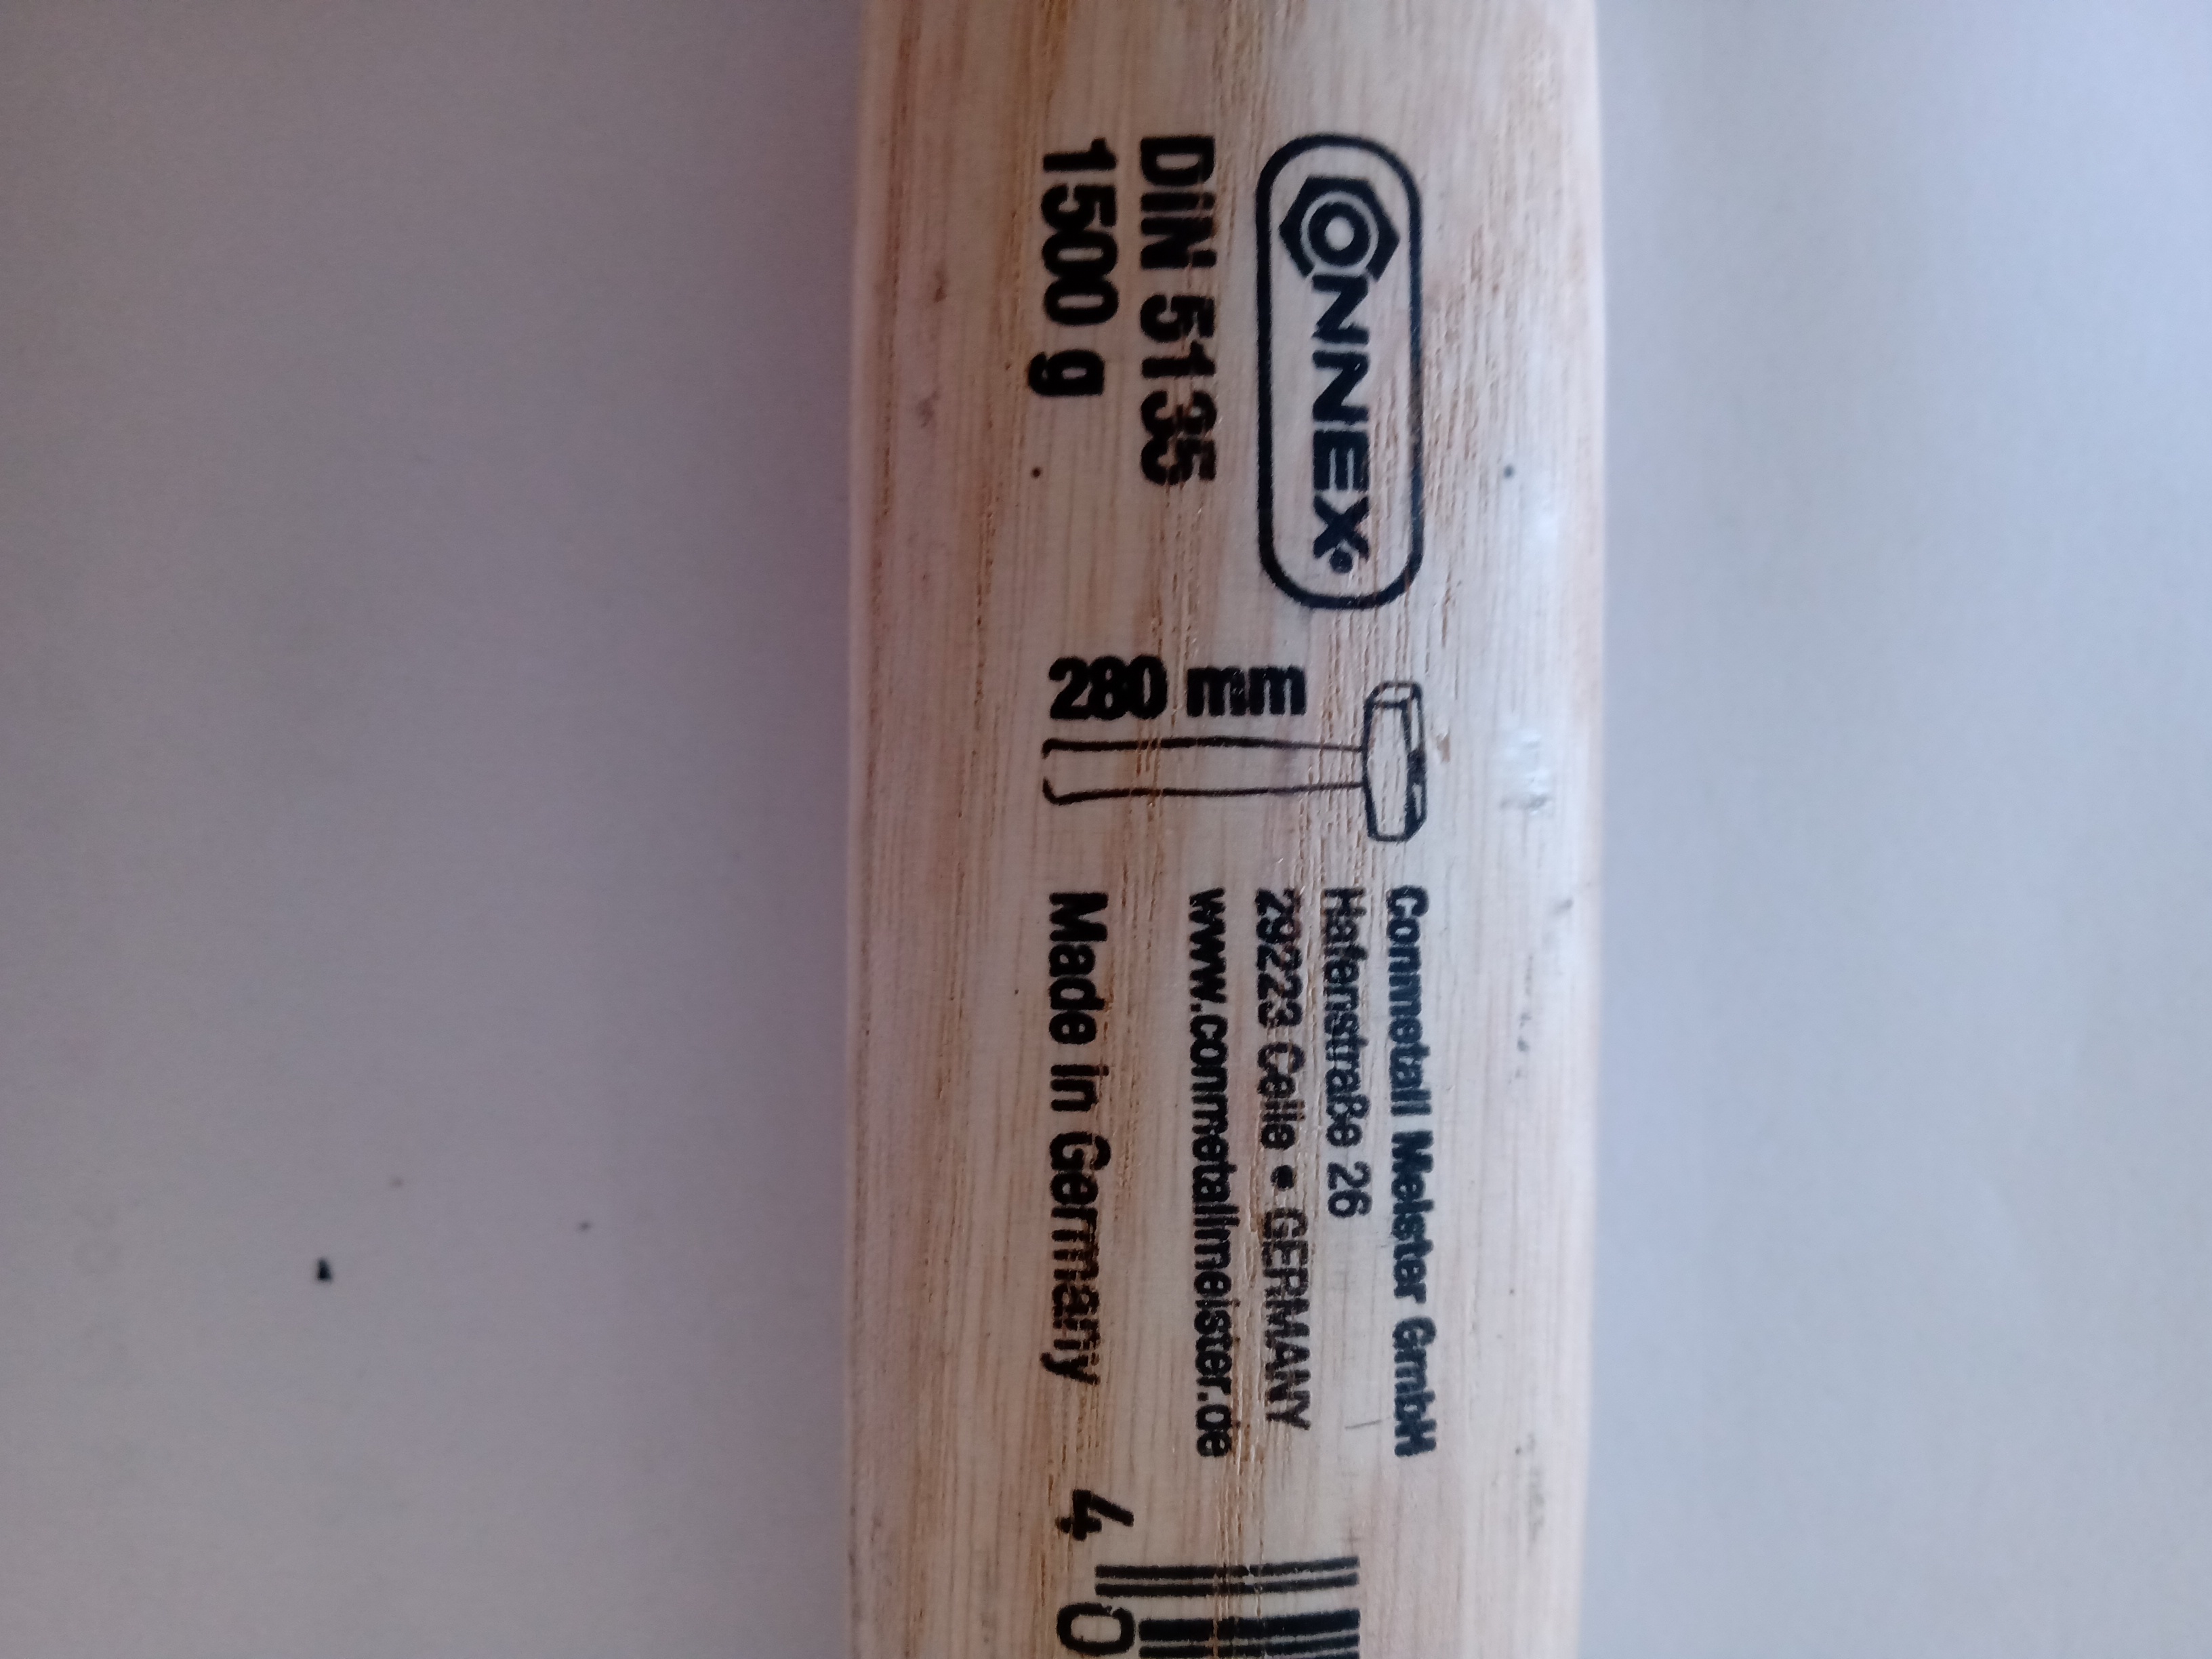 CONNEX
DIN 5135
1500 g
280 mm
Conmetall Meister GmbH
Hafenstraße 26
29223 Celle • GERMANY
www.conmetallmeister.de
Made in Germany
4 0